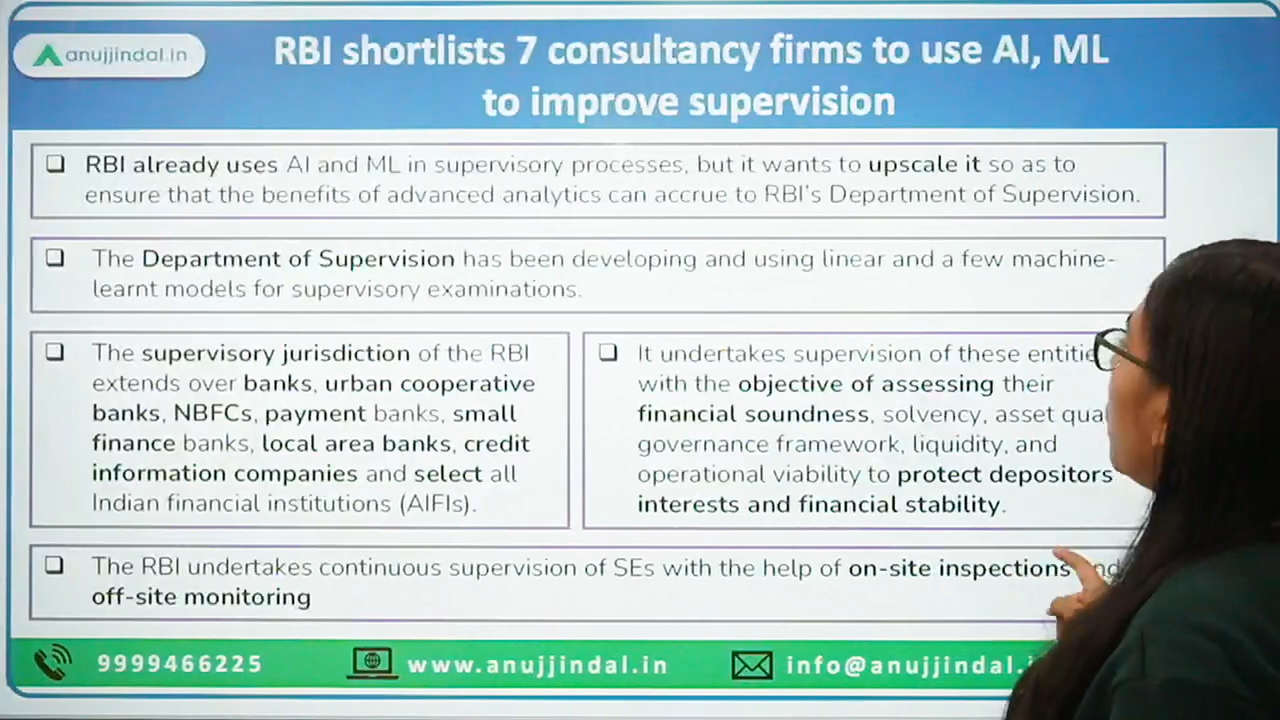 anujjindal.in
RBI shortlists 7 consultancy firms to use AI, ML
to improve supervision
RBI already uses AI and ML in supervisory processes, but it wants to upscale it so as to
ensure that the benefits of advanced analytics can accrue to RBI's Department of Supervision.
The Department of Supervision has been developing and using linear and a few machine-
learnt models for supervisory examinations.
The supervisory jurisdiction of the RBI
extends over banks, urban cooperative
banks, NBFCs, payment banks, small
finance banks, local area banks, credit
information companies and select all
Indian financial institutions (AIFIs).
It undertakes supervision of these
with the objective of assessing their
financial soundness, solvency, asset
governance framework, liquidity, and
operational viability to protect depositors
interests and financial stability.
The RBI undertakes continuous supervision of SEs with the help of on-site inspections
off-site monitoring
9999466225
www.anujjindal.in
info@anujjindal.